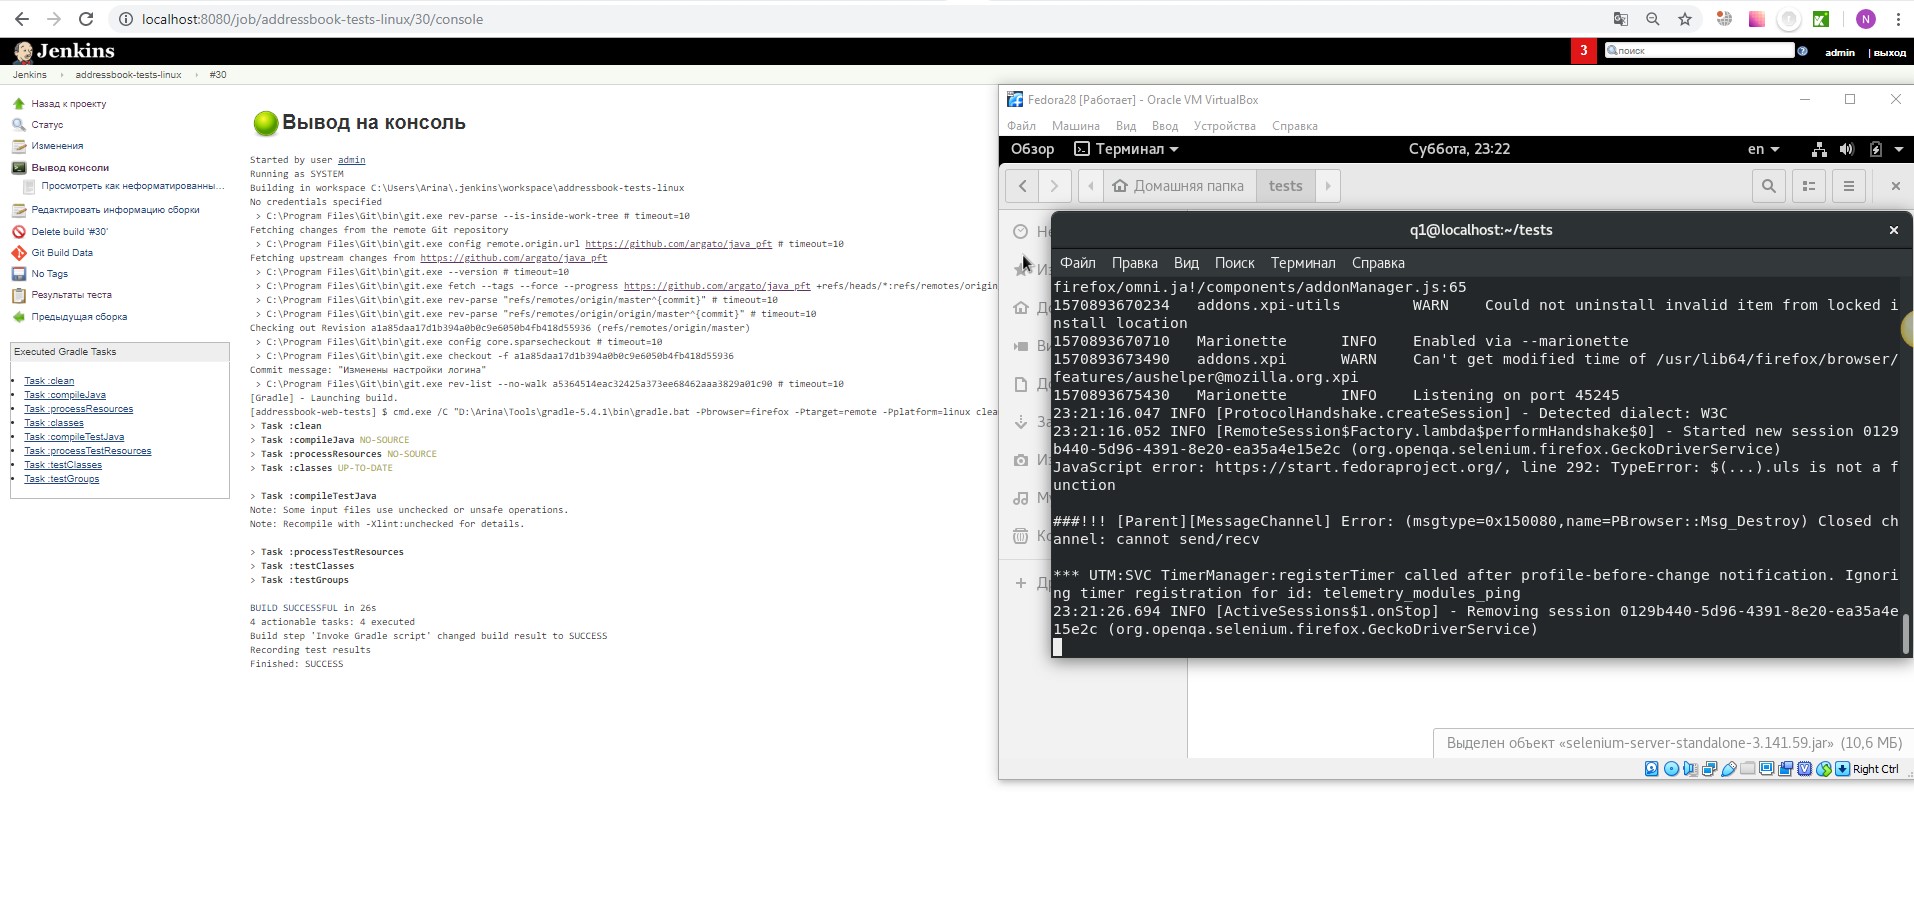 localhost:8080/job/addressbook-tests-linux/30/console
N
Jenkins
3
поиск
admin
| выход
Jenkins
addressbook-tests-linux
#30
Назад к проекту
Статус
Изменения
Вывод консоли
Просмотреть как неформатированны...
Редактировать информацию сборки
Delete build '#30'
Git Build Data
No Tags
Результаты теста
Предыдущая сборка
Executed Gradle Tasks
Task :clean
Task :compileJava
Task :processResources
Task :classes
Task :compileTestJava
Task :processTestResources
Task :testClasses
Task :testGroups
Вывод на консоль
Started by user admin
Running as SYSTEM
Building in workspace C:\Users\Arina\.jenkins\workspace\addressbook-tests-linux
No credentials specified
> C:\Program Files\Git\bin\git.exe rev-parse --is-inside-work-tree # timeout=10
Fetching changes from the remote Git repository
> C:\Program Files\Git\bin\git.exe config remote.origin.url https://github.com/argato/java_pft # timeout=10
Fetching upstream changes from https://github.com/argato/java_pft
> C:\Program Files\Git\bin\git.exe --version # timeout=10
> C:\Program Files\Git\bin\git.exe fetch --tags --force --progress https://github.com/argato/java_pft +refs/heads/*:refs/remotes/origin
> C:\Program Files\Git\bin\git.exe rev-parse "refs/remotes/origin/master^{commit}" # timeout=10
> C:\Program Files\Git\bin\git.exe rev-parse "refs/remotes/origin/origin/master^{commit}" # timeout=10
Checking out Revision a1a85daa17d1b394a0b0c9e6050b4fb418d55936 (refs/remotes/origin/master)
> C:\Program Files\Git\bin\git.exe config core.sparsecheckout # timeout=10
> C:\Program Files\Git\bin\git.exe checkout -f a1a85daa17d1b394a0b0c9e6050b4fb418d55936
Commit message: "Изменены настройки логина"
> C:\Program Files\Git\bin\git.exe rev-list --no-walk a5364514eac32425a373ee68462aaa3829a01c90 # timeout=10
[Gradle] - Launching build.
[addressbook-web-tests] $ cmd.exe /C "D:\Arina\Tools\gradle-5.4.1\bin\gradle.bat -Pbrowser=firefox -Ptarget=remote -Pplatform=linux clea
> Task :clean
> Task :compileJava NO-SOURCE
> Task :processResources NO-SOURCE
> Task :classes UP-TO-DATE
> Task :compileTestJava
Note: Some input files use unchecked or unsafe operations.
Note: Recompile with -Xlint:unchecked for details.
> Task :processTestResources
> Task :testClasses
> Task :testGroups
BUILD SUCCESSFUL in 26s
4 actionable tasks: 4 executed
Build step 'Invoke Gradle script' changed build result to SUCCESS
Recording test results
Finished: SUCCESS
Fedora28 [Работает] - Oracle VM VirtualBox
Файл Машина Вид Ввод Устройства Справка
Обзор Терминал Суббота, 23:22 en
Домашняя папка tests
q1@localhost:~/tests
Файл Правка Вид Поиск Терминал Справка
firefox/omni.ja!/components/addonManager.js:65
1570893670234 addons.xpi-utils WARN Could not uninstall invalid item from locked i
nstall location
1570893670710 Marionette INFO Enabled via --marionette
1570893673490 addons.xpi WARN Can't get modified time of /usr/lib64/firefox/browser/
features/aushelper@mozilla.org.xpi
1570893675430 Marionette INFO Listening on port 45245
23:21:16.047 INFO [ProtocolHandshake.createSession] - Detected dialect: W3C
23:21:16.052 INFO [RemoteSession$Factory.lambda$performHandshake$0] - Started new session 0129
b440-5d96-4391-8e20-ea35a4e15e2c (org.openqa.selenium.firefox.GeckoDriverService)
JavaScript error: https://start.fedoraproject.org/, line 292: TypeError: $(...).uls is not a f
unction
###!!! [Parent][MessageChannel] Error: (msgtype=0x150080,name=PBrowser::Msg_Destroy) Closed ch
annel: cannot send/recv
*** UTM:SVC TimerManager:registerTimer called after profile-before-change notification. Ignori
ng timer registration for id: telemetry_modules_ping
23:21:26.694 INFO [ActiveSessions$1.onStop] - Removing session 0129b440-5d96-4391-8e20-ea35a4e
15e2c (org.openqa.selenium.firefox.GeckoDriverService)
Выделен объект «selenium-server-standalone-3.141.59.jar» (10,6 МБ)
Right Ctrl